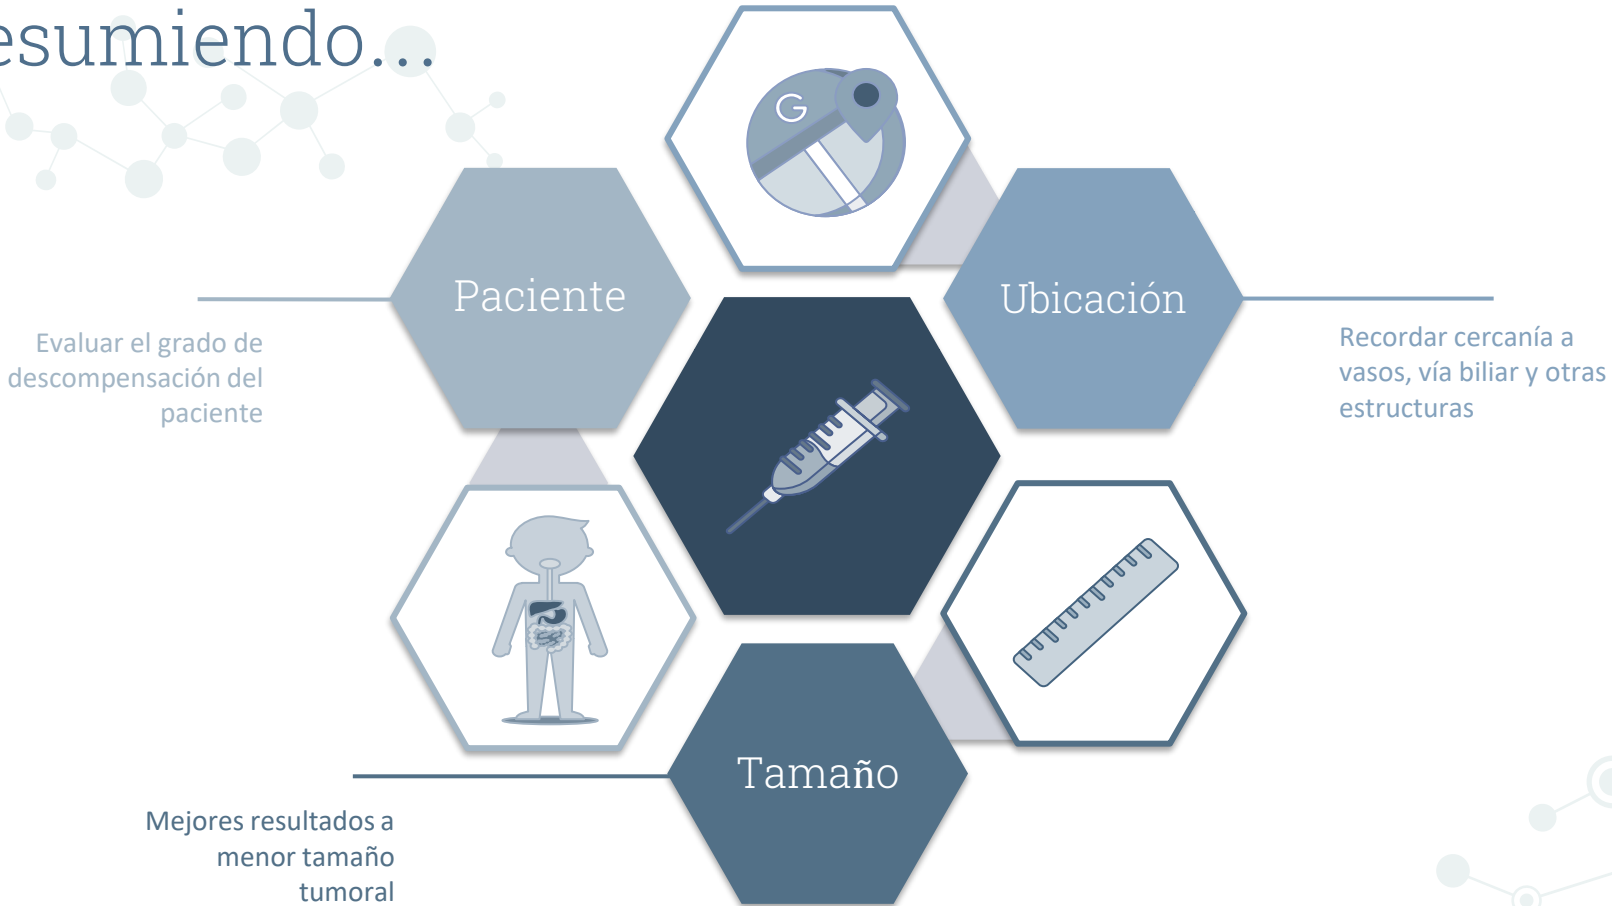 esumiendo...
G
Paciente
Ubicación
Evaluar el grado de
descompensación del
paciente
Recordar cercanía a
vasos, vía biliar y otras
estructuras
Tamaño
Mejores resultados a
menor tamaño
tumoral